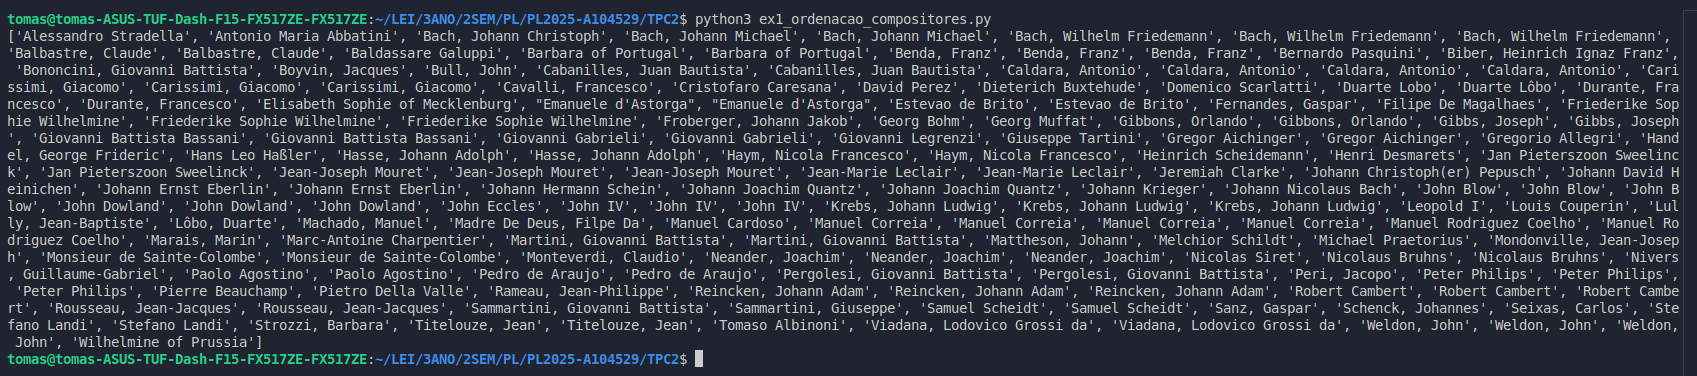 tomas@tomas-ASUS-TUF-Dash-F15-FX517ZE-FX517ZE:~/LEI/3ANO/2SEM/PL/PL2025-A104529/TPC2$ python3 ex1_ordenacao_compositores.py
['Alessandro Stradella', 'Antonio Maria Abbatini', 'Bach, Johann Christoph', 'Bach, Johann Michael', 'Bach, Johann Michael', 'Bach, Wilhelm Friedemann', 'Bach, Wilhelm Friedemann', 'Bach, Wilhelm Friedemann',
'Balbastre, Claude', 'Balbastre, Claude', 'Baldassare Galuppi', 'Barbara of Portugal', 'Barbara of Portugal', 'Benda, Franz', 'Benda, Franz', 'Benda, Franz', 'Bernardo Pasquini', 'Biber, Heinrich Ignaz Franz',
'Bononcini, Giovanni Battista', 'Boyvin, Jacques', 'Bull, John', 'Cabanilles, Juan Bautista', 'Cabanilles, Juan Bautista', 'Caldara, Antonio', 'Caldara, Antonio', 'Caldara, Antonio', 'Caldara, Antonio', 'Cari
ssimi, Giacomo', 'Carissimi, Giacomo', 'Carissimi, Giacomo', 'Cavalli, Francesco', 'Cristofaro Caresana', 'David Perez', 'Dieterich Buxtehude', 'Domenico Scarlatti', 'Duarte Lobo', 'Duarte Lôbo', 'Durante, Fra
ncesco', 'Durante, Francesco', 'Elisabeth Sophie of Mecklenburg', "Emanuele d'Astorga", "Emanuele d'Astorga", 'Estevao de Brito', 'Estevao de Brito', 'Fernandes, Gaspar', 'Filipe De Magalhaes', 'Friederike Sop
hie Wilhelmine', 'Friederike Sophie Wilhelmine', 'Friederike Sophie Wilhelmine', 'Froberger, Johann Jakob', 'Georg Bohm', 'Georg Muffat', 'Gibbons, Orlando', 'Gibbons, Orlando', 'Gibbs, Joseph', 'Gibbs, Joseph
', 'Giovanni Battista Bassani', 'Giovanni Battista Bassani', 'Giovanni Gabrieli', 'Giovanni Gabrieli', 'Giovanni Legrenzi', 'Giuseppe Tartini', 'Gregor Aichinger', 'Gregor Aichinger', 'Gregorio Allegri', 'Hand
el, George Frideric', 'Hans Leo Haßler', 'Hasse, Johann Adolph', 'Hasse, Johann Adolph', 'Haym, Nicola Francesco', 'Haym, Nicola Francesco', 'Heinrich Scheidemann', 'Henri Desmarets', 'Jan Pieterszoon Sweelinc
k', 'Jan Pieterszoon Sweelinck', 'Jean-Joseph Mouret', 'Jean-Joseph Mouret', 'Jean-Joseph Mouret', 'Jean-Marie Leclair', 'Jean-Marie Leclair', 'Jeremiah Clarke', 'Johann Christoph(er) Pepusch', 'Johann David H
einichen', 'Johann Ernst Eberlin', 'Johann Ernst Eberlin', 'Johann Hermann Schein', 'Johann Joachim Quantz', 'Johann Joachim Quantz', 'Johann Krieger', 'Johann Nicolaus Bach', 'John Blow', 'John Blow', 'John B
low', 'John Dowland', 'John Dowland', 'John Dowland', 'John Eccles', 'John IV', 'John IV', 'John IV', 'Krebs, Johann Ludwig', 'Krebs, Johann Ludwig', 'Krebs, Johann Ludwig', 'Leopold I', 'Louis Couperin', 'Lul
ly, Jean-Baptiste', 'Lôbo, Duarte', 'Machado, Manuel', 'Madre De Deus, Filpe Da', 'Manuel Cardoso', 'Manuel Correia', 'Manuel Correia', 'Manuel Correia', 'Manuel Correia', 'Manuel Rodriguez Coelho', 'Manuel Ro
driguez Coelho', 'Marais, Marin', 'Marc-Antoine Charpentier', 'Martini, Giovanni Battista', 'Martini, Giovanni Battista', 'Mattheson, Johann', 'Melchior Schildt', 'Michael Praetorius', 'Mondonville, Jean-Josep
h', 'Monsieur de Sainte-Colombe', 'Monsieur de Sainte-Colombe', 'Monteverdi, Claudio', 'Neander, Joachim', 'Neander, Joachim', 'Neander, Joachim', 'Nicolas Siret', 'Nicolaus Bruhns', 'Nicolaus Bruhns', 'Nivers
, Guillaume-Gabriel', 'Paolo Agostino', 'Paolo Agostino', 'Pedro de Araujo', 'Pedro de Araujo', 'Pergolesi, Giovanni Battista', 'Pergolesi, Giovanni Battista', 'Peri, Jacopo', 'Peter Philips', 'Peter Philips',
'Peter Philips', 'Pierre Beauchamp', 'Pietro Della Valle', 'Rameau, Jean-Philippe', 'Reincken, Johann Adam', 'Reincken, Johann Adam', 'Reincken, Johann Adam', 'Robert Cambert', 'Robert Cambert', 'Robert Cambe
rt', 'Rousseau, Jean-Jacques', 'Rousseau, Jean-Jacques', 'Sammartini, Giovanni Battista', 'Sammartini, Giuseppe', 'Samuel Scheidt', 'Samuel Scheidt', 'Sanz, Gaspar', 'Schenck, Johannes', 'Seixas, Carlos', 'Ste
fano Landi', 'Stefano Landi', 'Strozzi, Barbara', 'Titelouze, Jean', 'Titelouze, Jean', 'Tomaso Albinoni', 'Viadana, Lodovico Grossi da', 'Viadana, Lodovico Grossi da', 'Weldon, John', 'Weldon, John', 'Weldon,
John', 'Wilhelmine of Prussia']
tomas@tomas-ASUS-TUF-Dash-F15-FX517ZE-FX517ZE:~/LEI/3ANO/2SEM/PL/PL2025-A104529/TPC2$